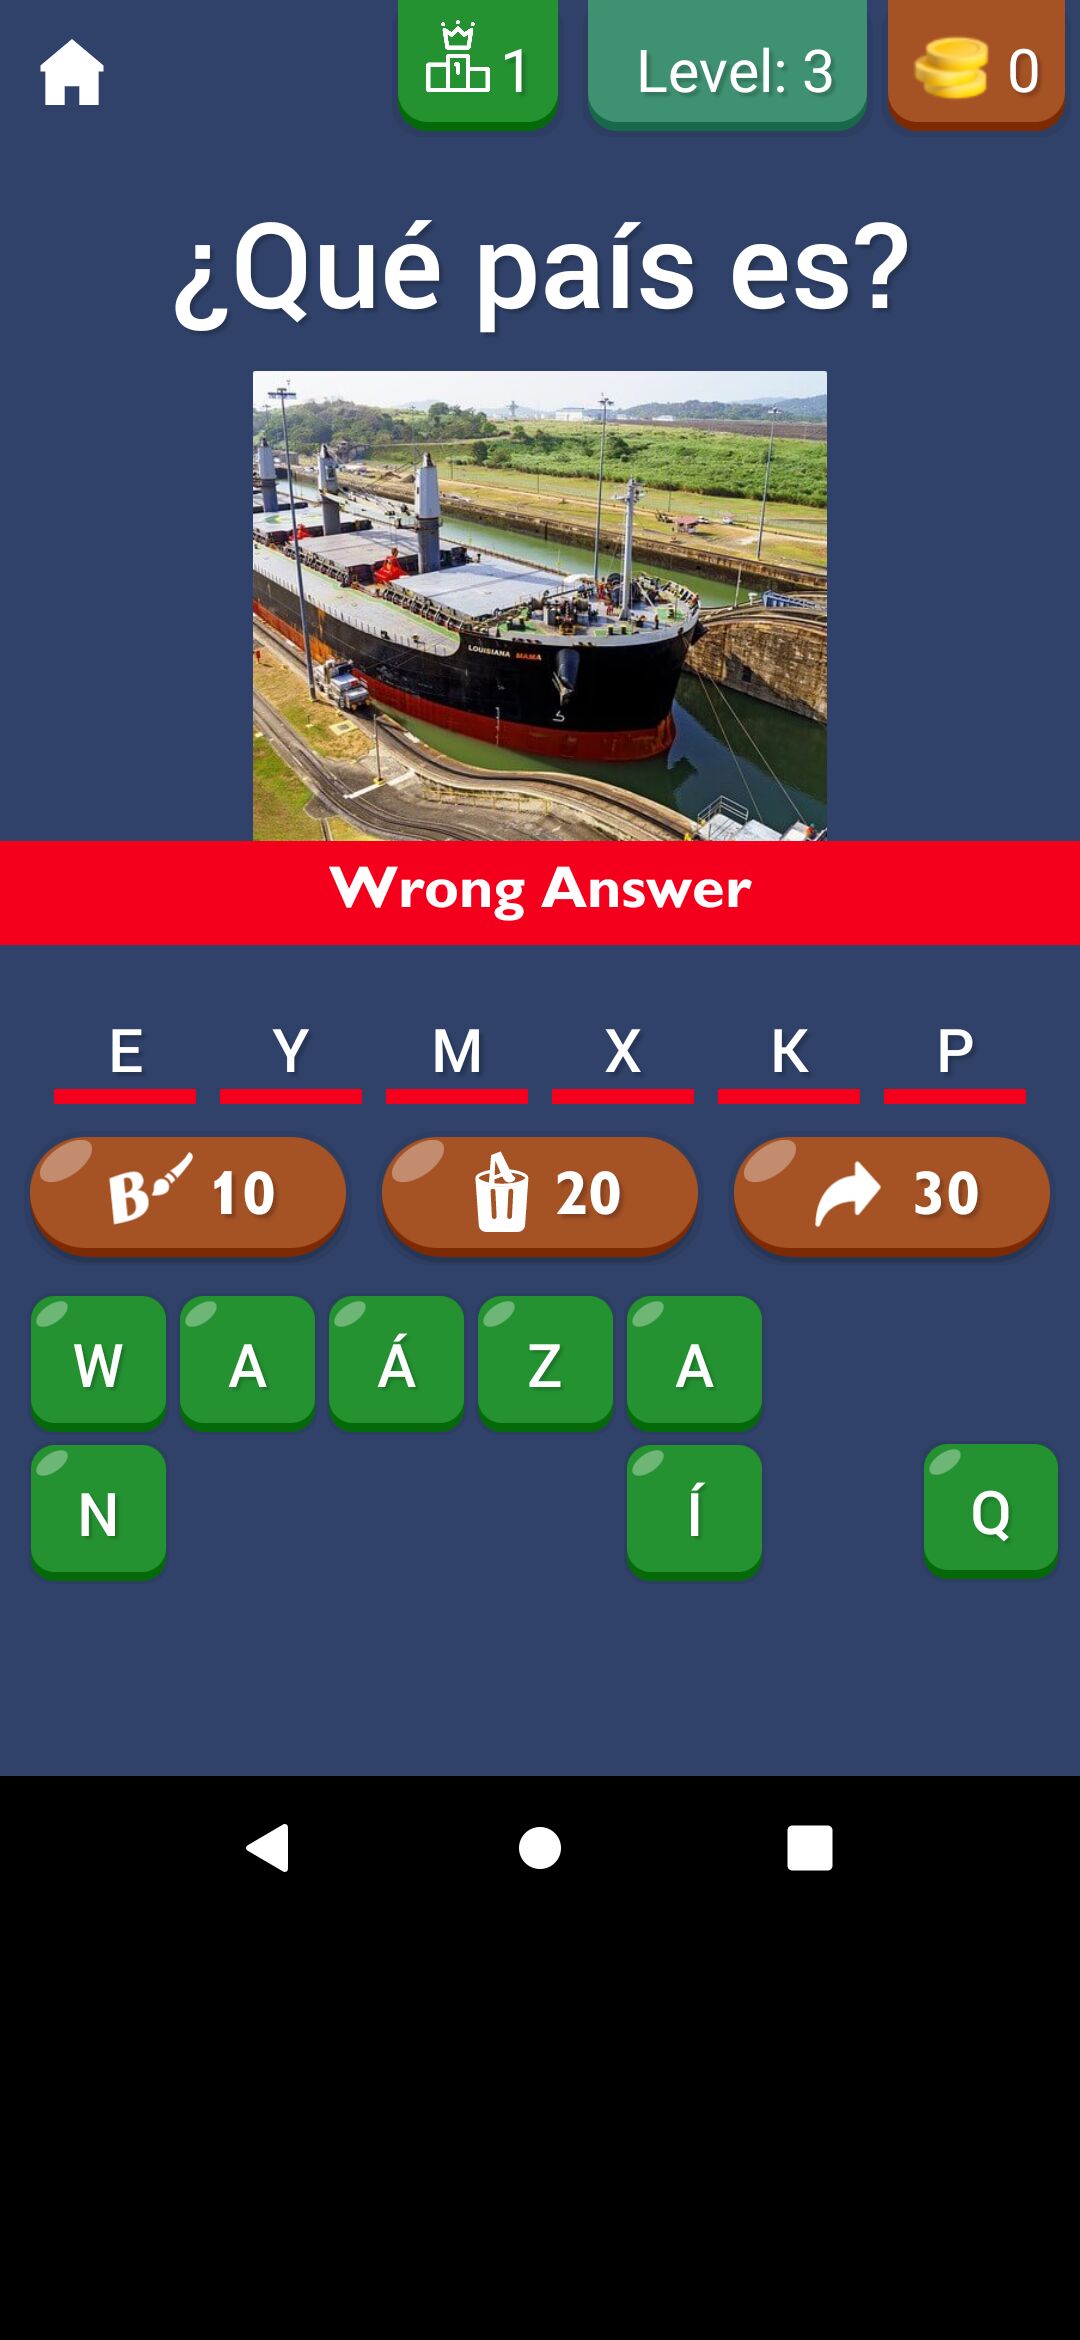 1
Level: 3
0
¿Qué país es?
LOUISIANA MAMA
Wrong Answer
E Y M X K P
B 10
20
30
W A Á Z A
N Í Q